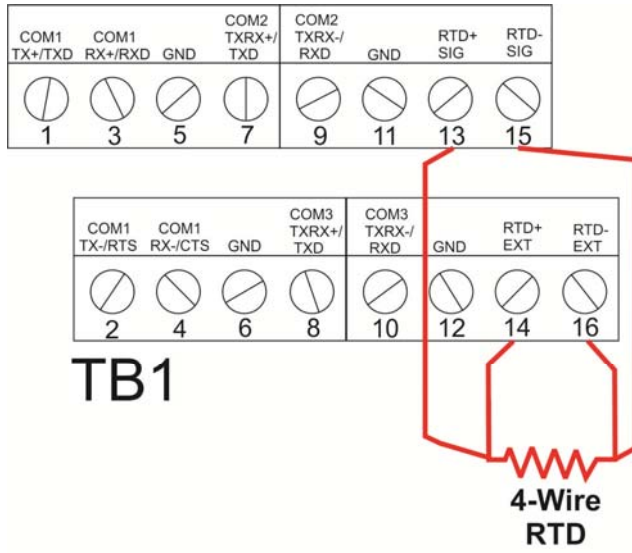 COM1
TX+/TXD
COM1
RX+/RXD
GND
COM2
TXRX+/
TXD
COM2
TXRX-/
RXD
GND
RTD+
SIG
RTD-
SIG
1 3 5 7 9 11 13 15
COM1
TX-/RTS
COM1
RX-/CTS
GND
COM3
TXRX+/
TXD
COM3
TXRX-/
RXD
GND
RTD+
EXT
RTD-
EXT
2 4 6 8 10 12 14 16
TB1
4-Wire
RTD